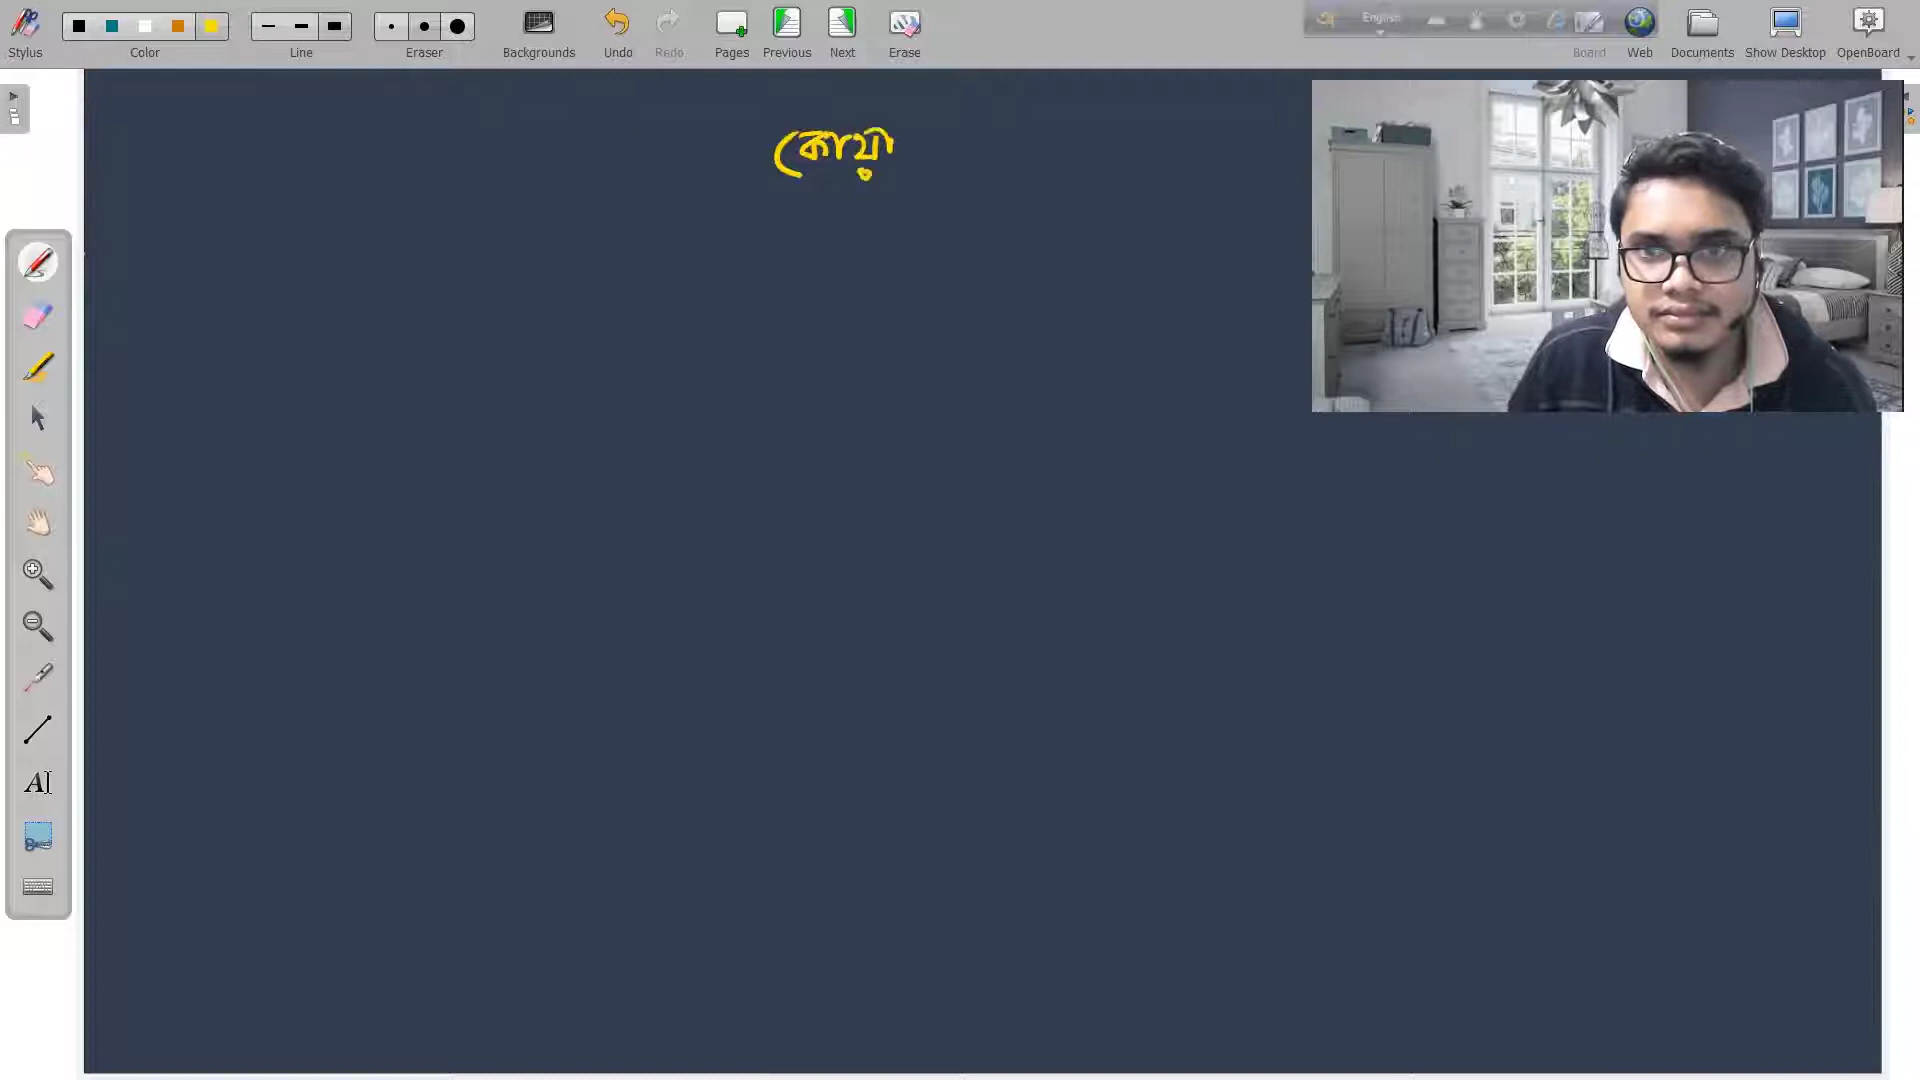 Stylus
Color
Line
Eraser
Backgrounds
Undo
Redo
Pages
Previous
Next
Erase
English
Board
Web
Documents
Show Desktop
OpenBoard
কোয়া
A